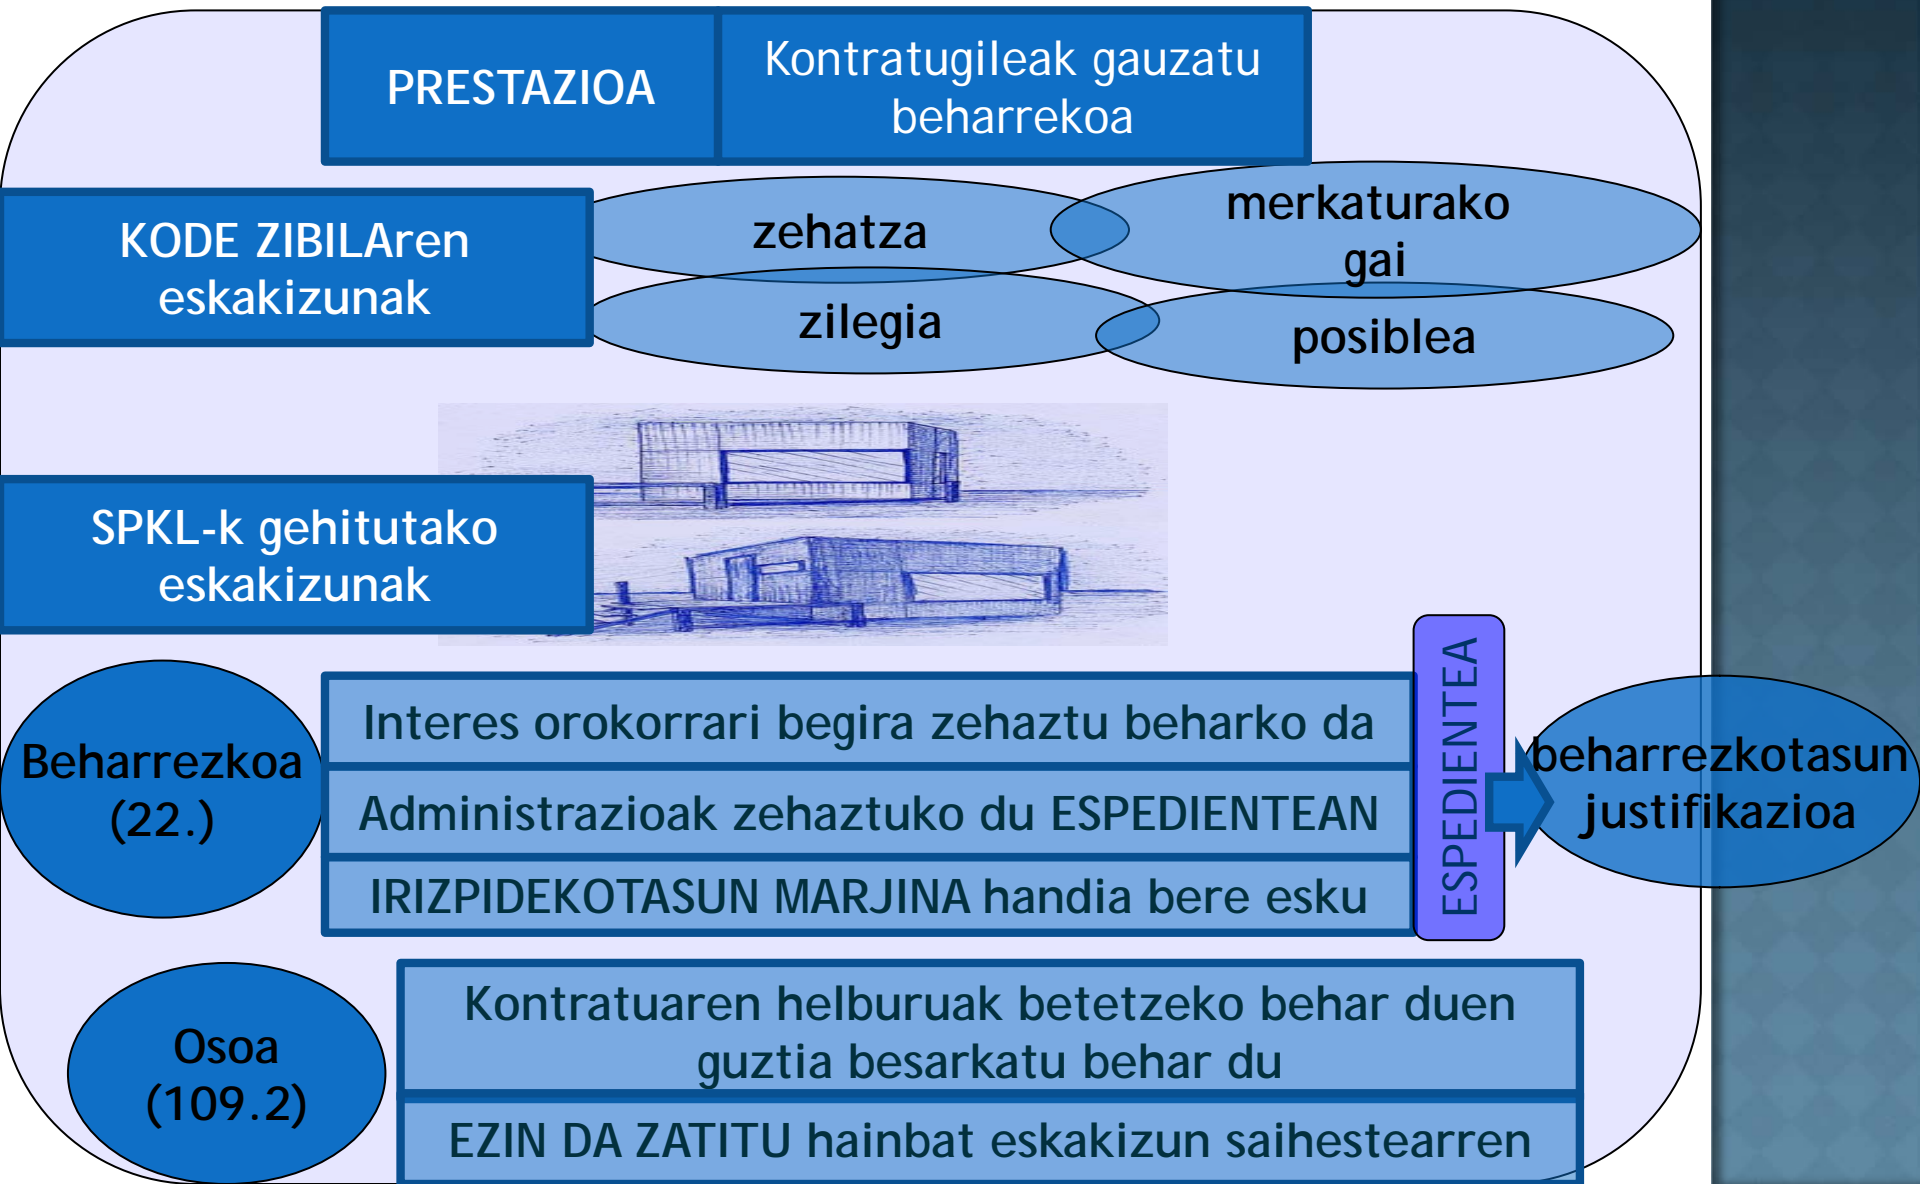 PRESTAZIOA
Kontratugileak gauzatu
beharrekoa
KODE ZIBILAren
eskakizunak
zehatza
merkaturako
gai
zilegia
posiblea
SPKL-k gehitutako
eskakizunak
Beharrezkoa
(22.)
Interes orokorrari begira zehaztu beharko da
Administrazioak zehaztuko du ESPEDIENTEAN
IRIZPIDEKOTASUN MARJINA handia bere esku
ESPEDIENTEA
beharrezkotasun
justifikazioa
Osoa
(109.2)
Kontratuaren helburuak betetzeko behar duen
guztia besarkatu behar du
EZIN DA ZATITU hainbat eskakizun saihestearren